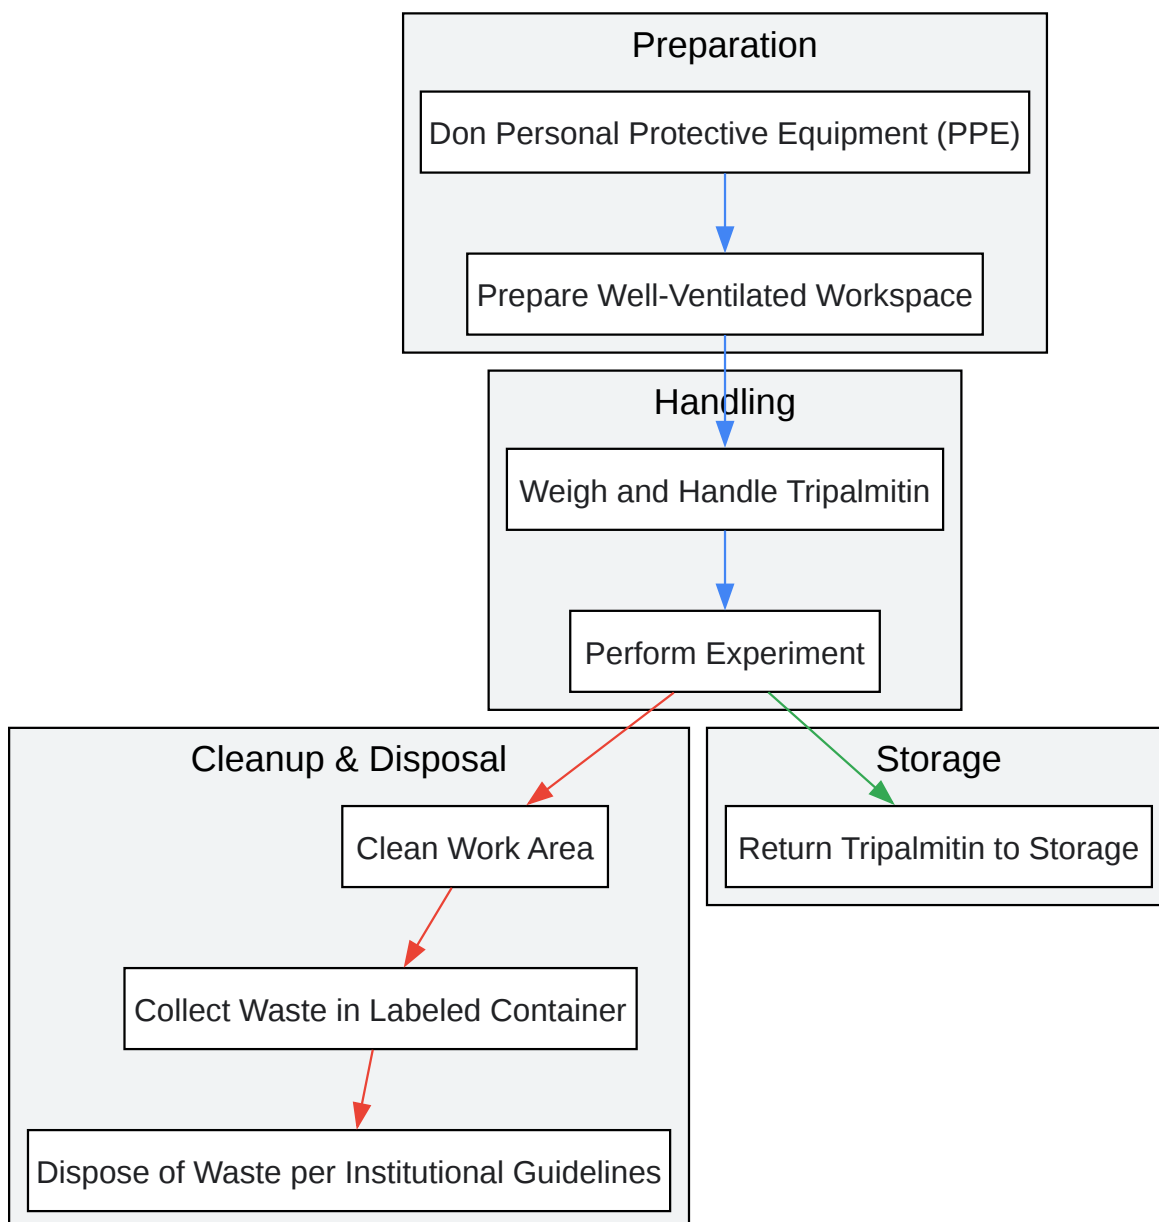 Preparation
Don Personal Protective Equipment (PPE)
Prepare Well-Ventilated Workspace
Handling
Weigh and Handle Tripalmitin
Perform Experiment
Cleanup & Disposal
Clean Work Area
Collect Waste in Labeled Container
Dispose of Waste per Institutional Guidelines
Storage
Return Tripalmitin to Storage